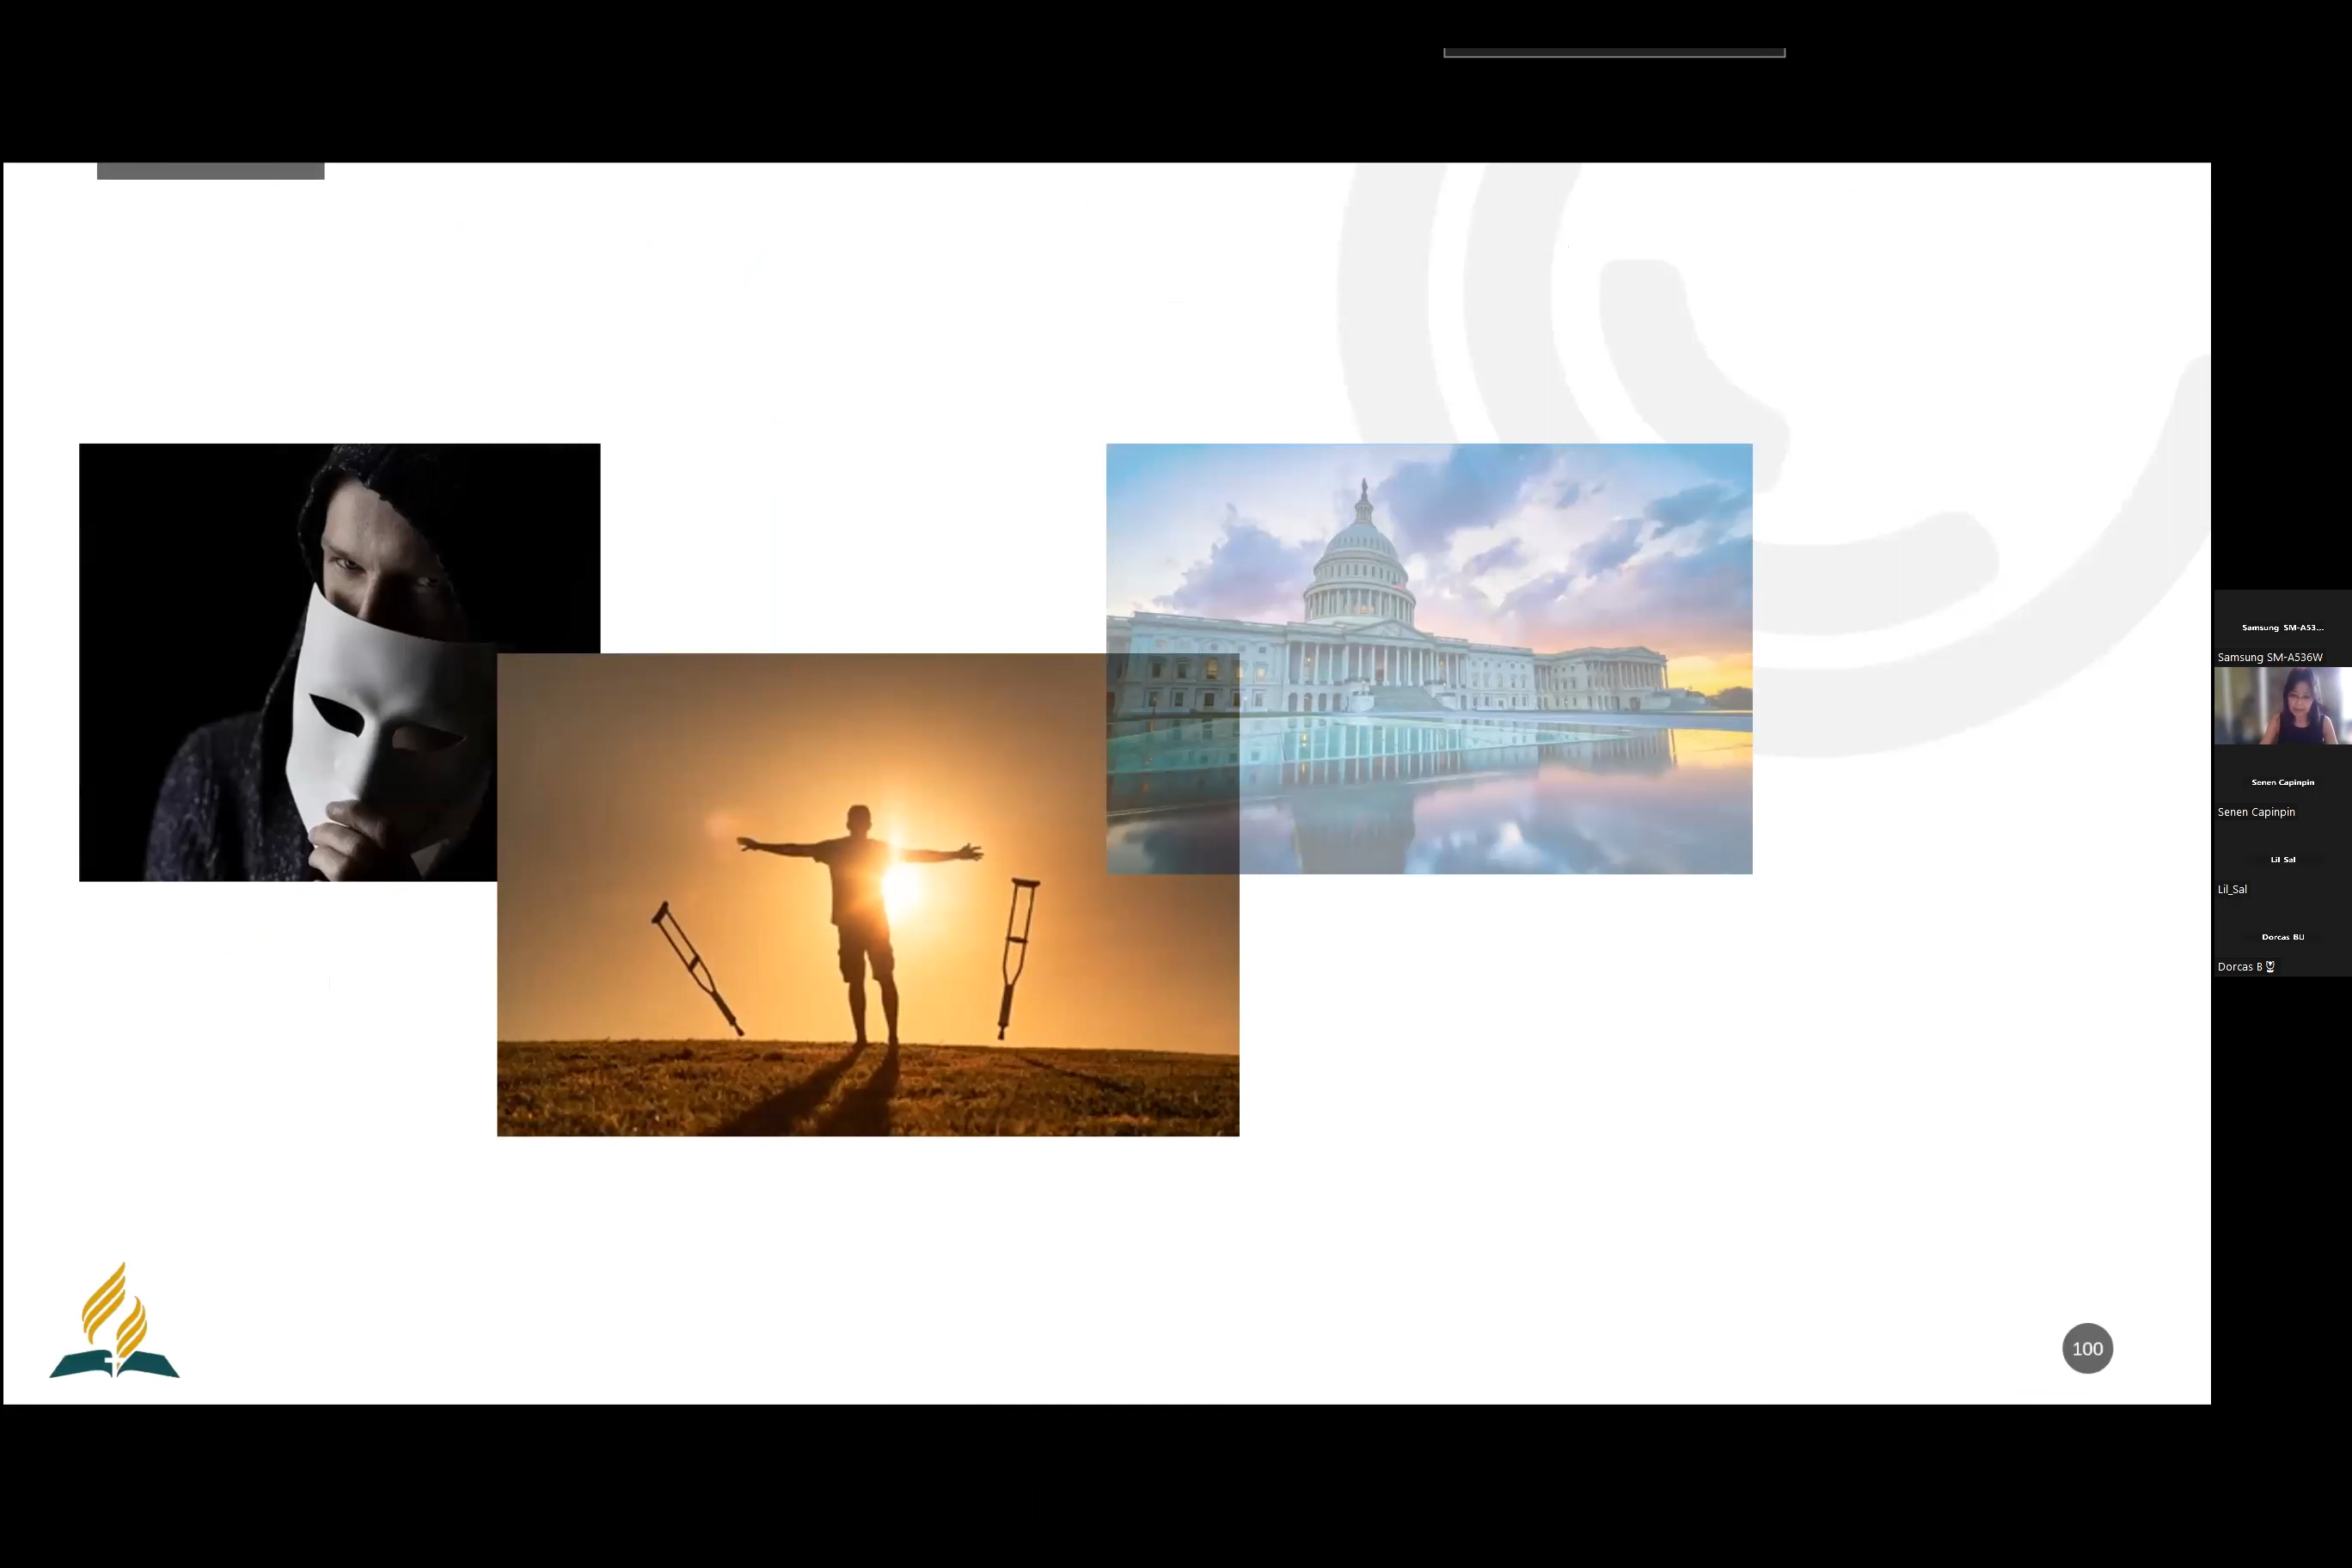 Samsung SM-A53...
Samsung SM-A536W
Senen Capinpin
Senen Capinpin
Lil Sal
Lil_Sal
Dorcas BU
Dorcas B
100